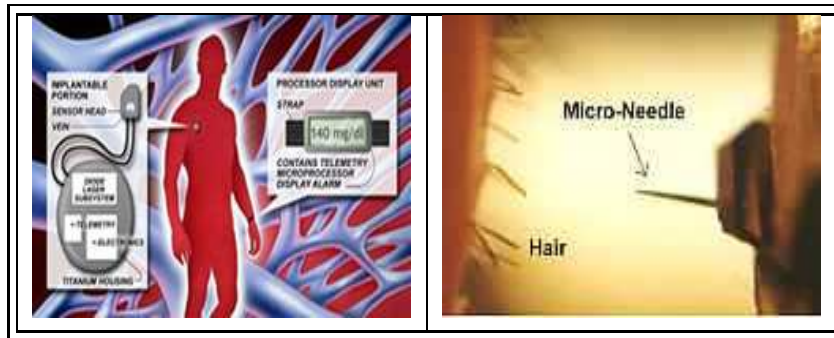 IMPLANTABLE
PORTION
SENSOR HEAD
VEIN
DIODE
LASER
SUBSYSTEM
TELEMETRY
ELECTRONICS
TITANIUM HOUSING
PROCESSOR DISPLAY UNIT
STRAP
140 mg/dl
CONTAINS TELEMETRY
MICROPROCESSOR
DISPLAY ALARM
Micro-Needle
Hair